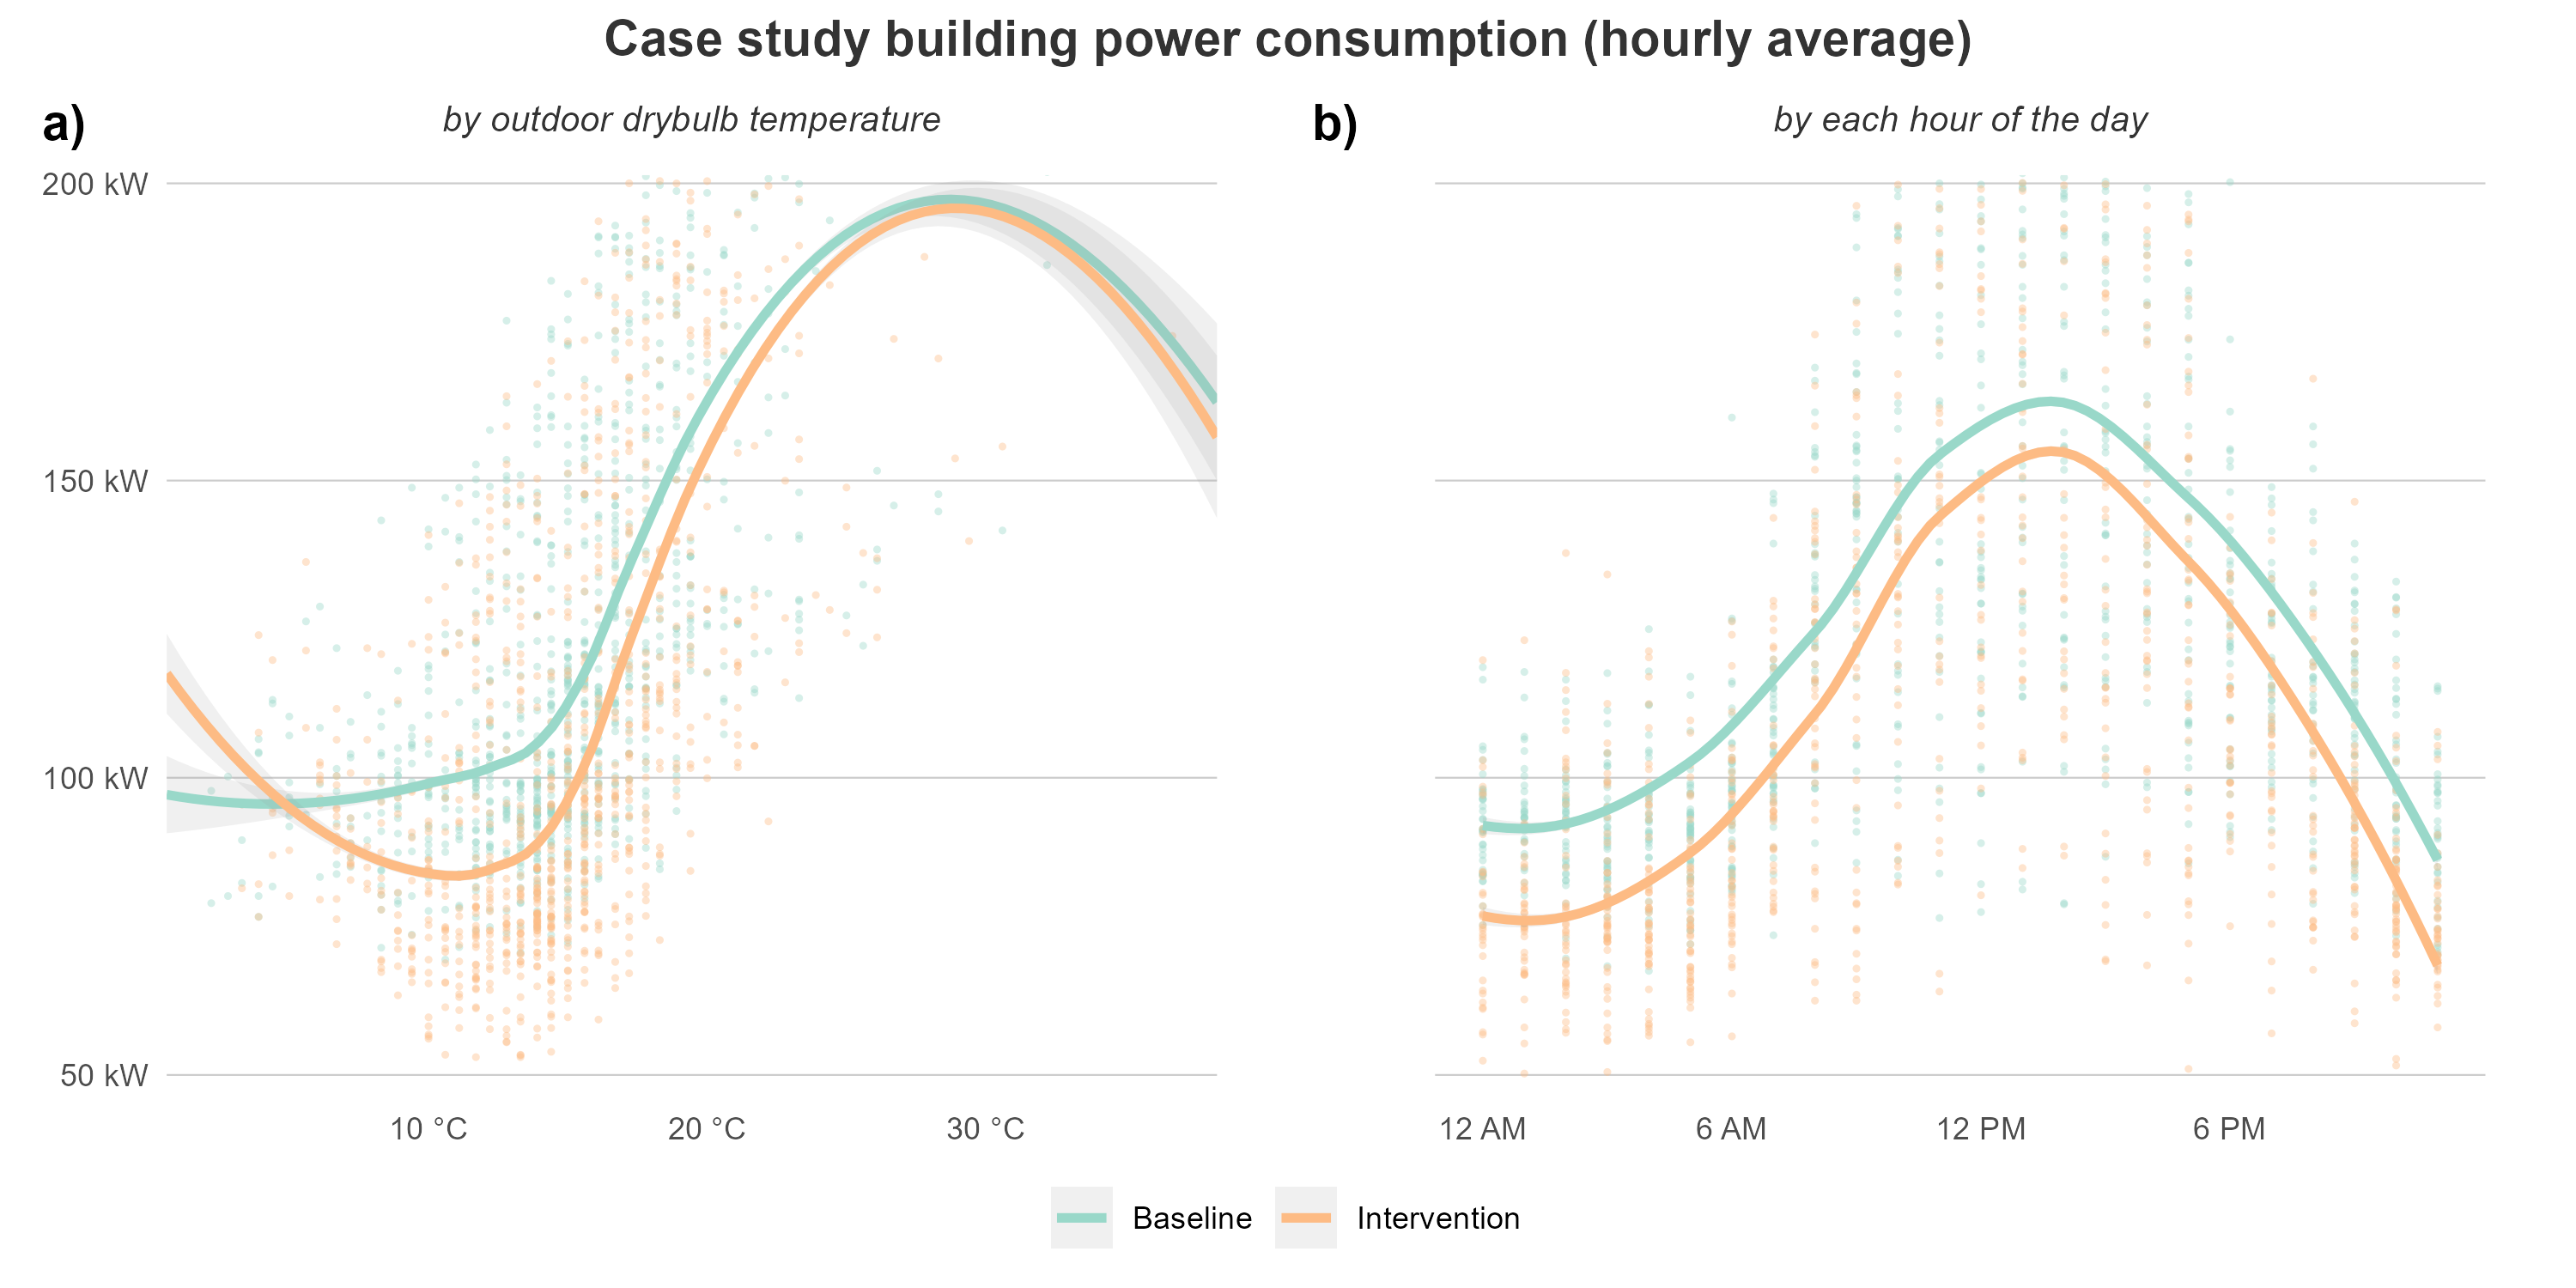 Case study building power consumption (hourly average)
a)
by outdoor drybulb temperature
200 kW
150 kW
100 kW
50 kW
10 °C 20 °C 30 °C
b)
by each hour of the day
12 AM 6 AM 12 PM 6 PM
Baseline Intervention